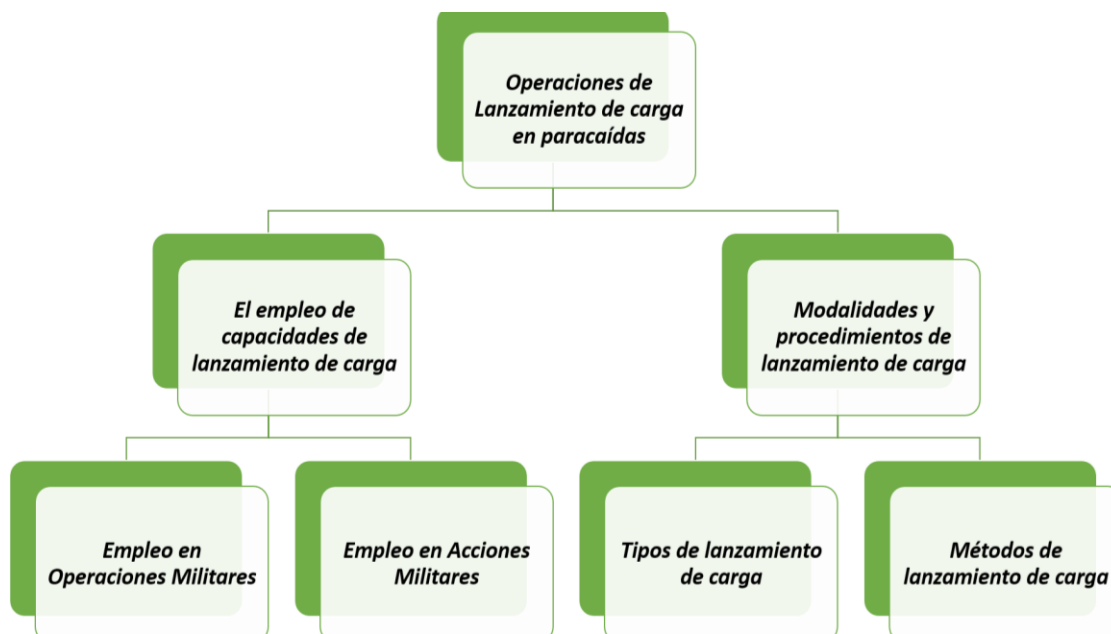 Operaciones de
Lanzamiento de carga
en paracaídas
El empleo de
capacidades de
lanzamiento de carga
Modalidades y
procedimientos de
lanzamiento de carga
Empleo en
Operaciones Militares
Empleo en Acciones
Militares
Tipos de lanzamiento
de carga
Métodos de
lanzamiento de carga